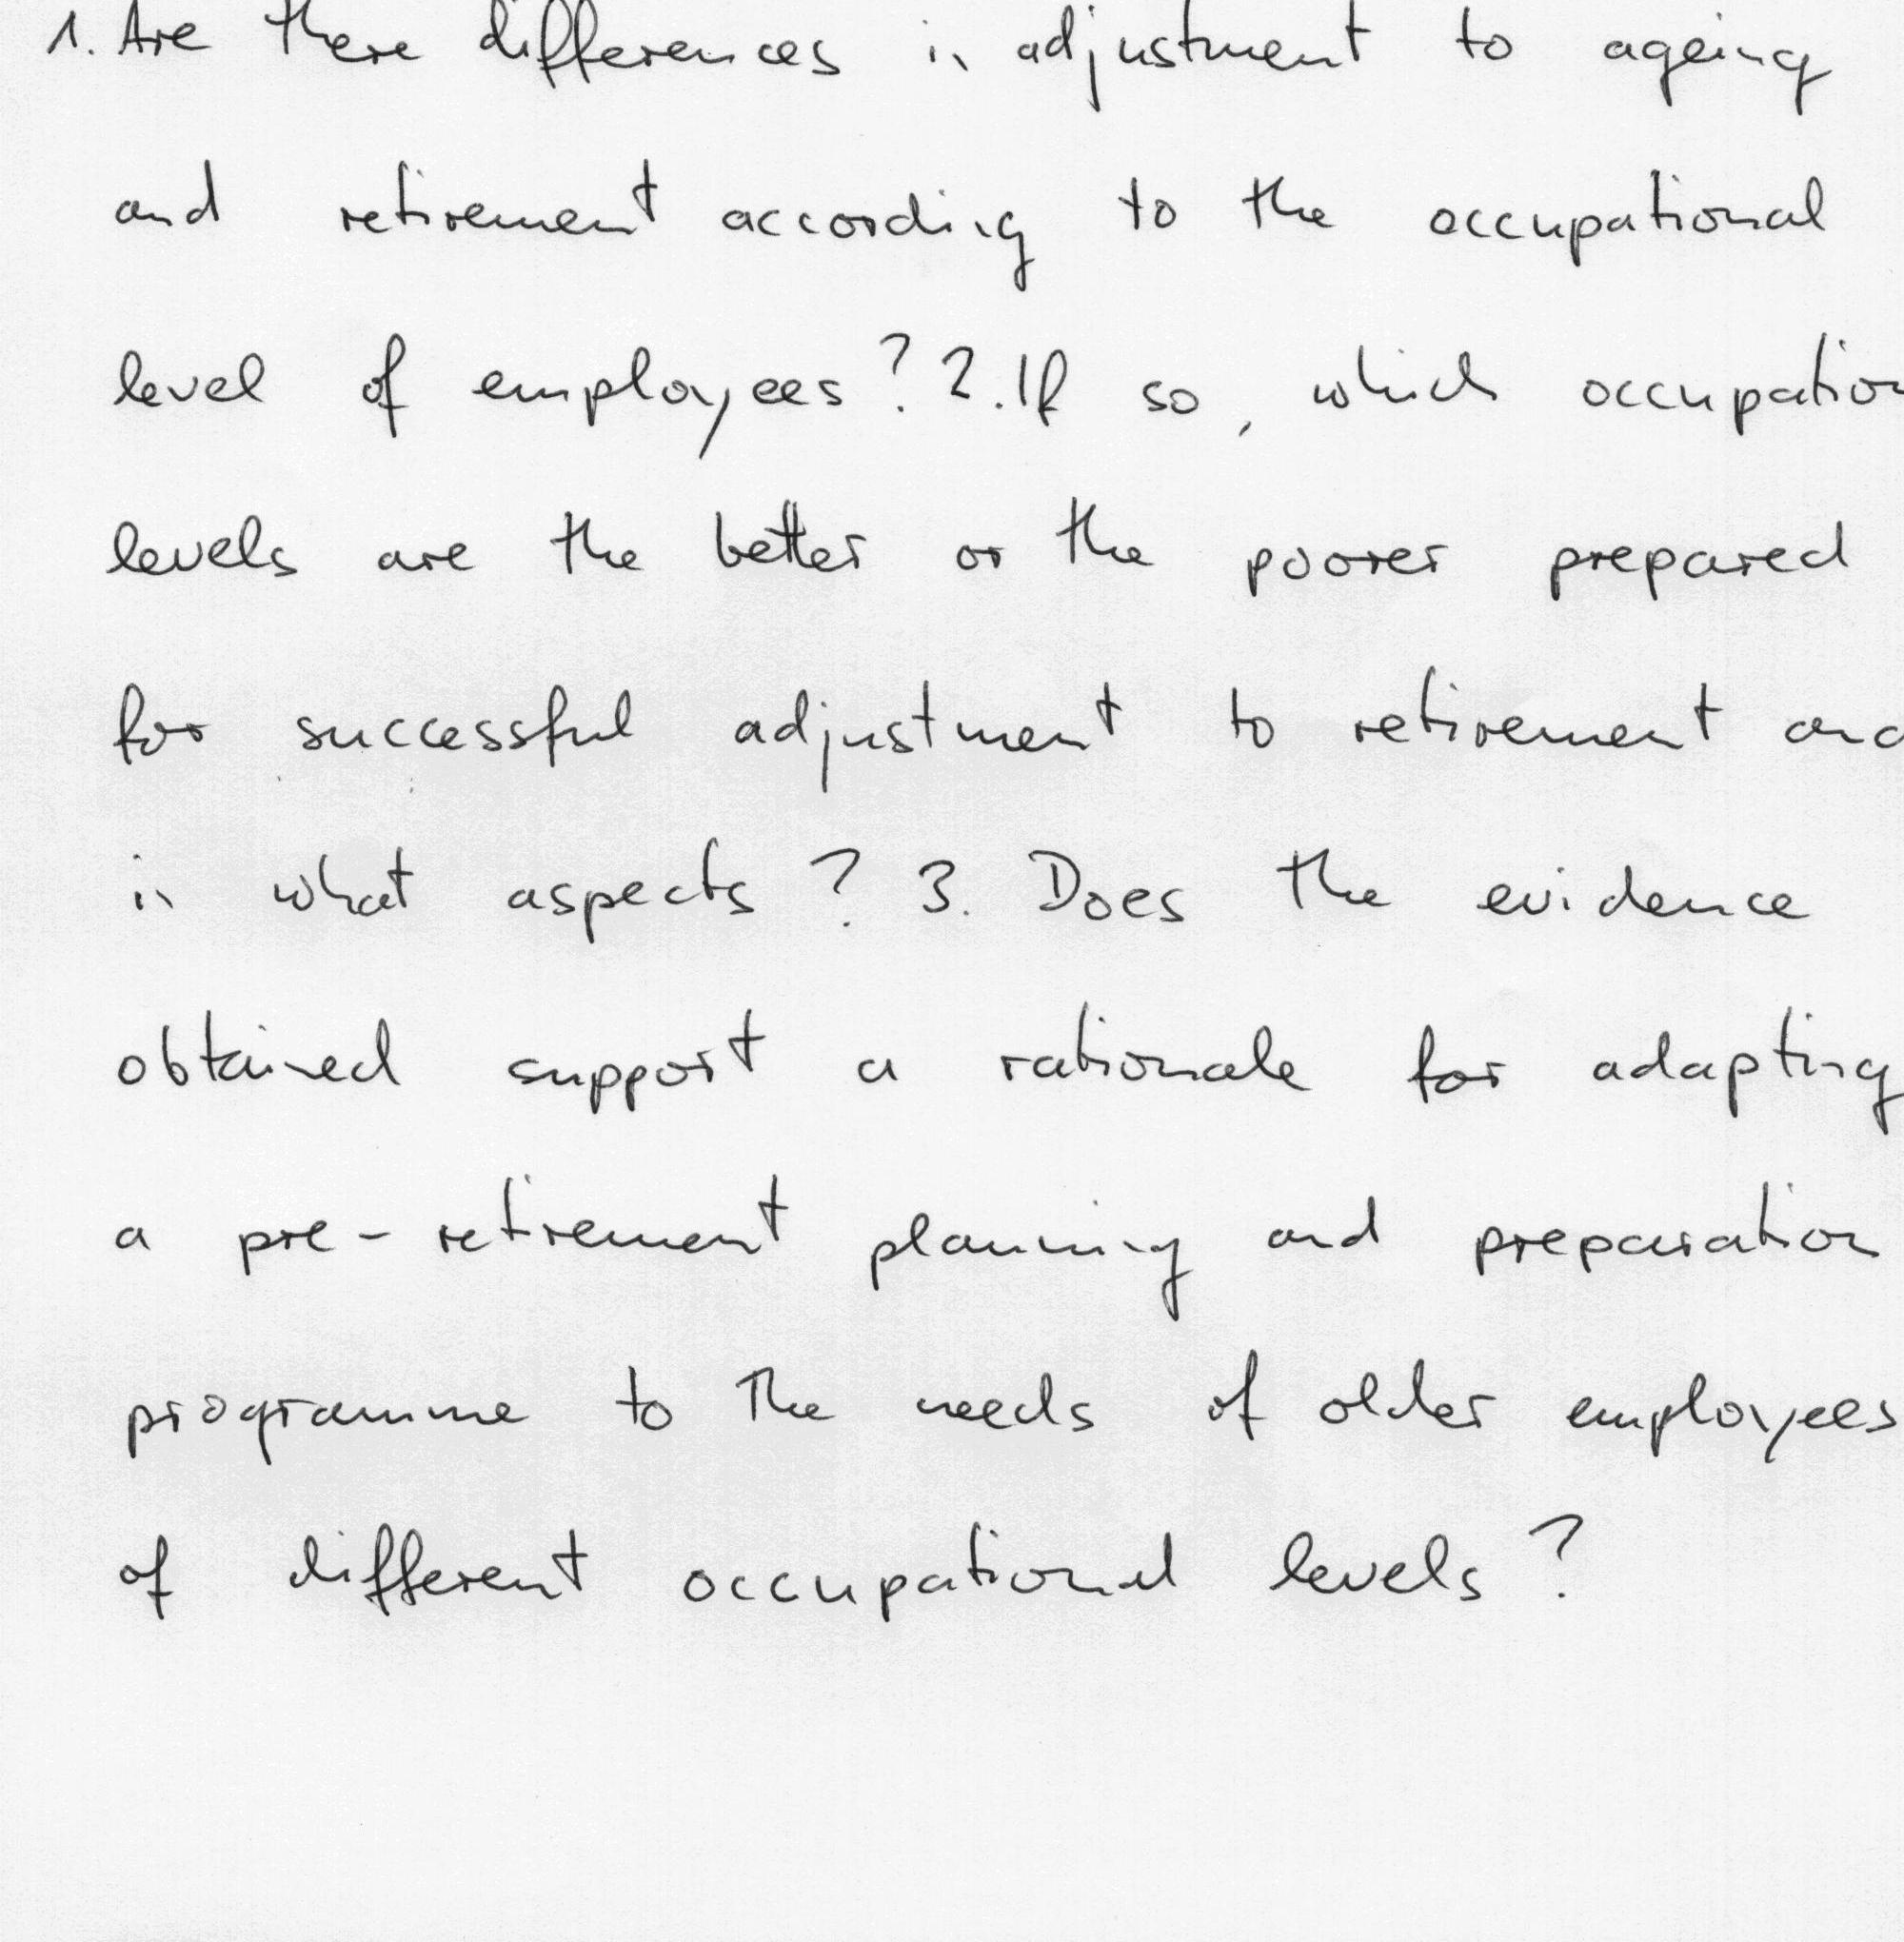 1. Are there differences in adjustment to ageing
and retirement according to the occupational
level of employees? 2. If so, which occupation
levels are the better or the poorer prepared
for successful adjustment to retirement and
in what aspects? 3. Does the evidence
obtained support a rationale for adapting
a pre-retirement planning and preparation
programme to the needs of older employees
of different occupational levels?